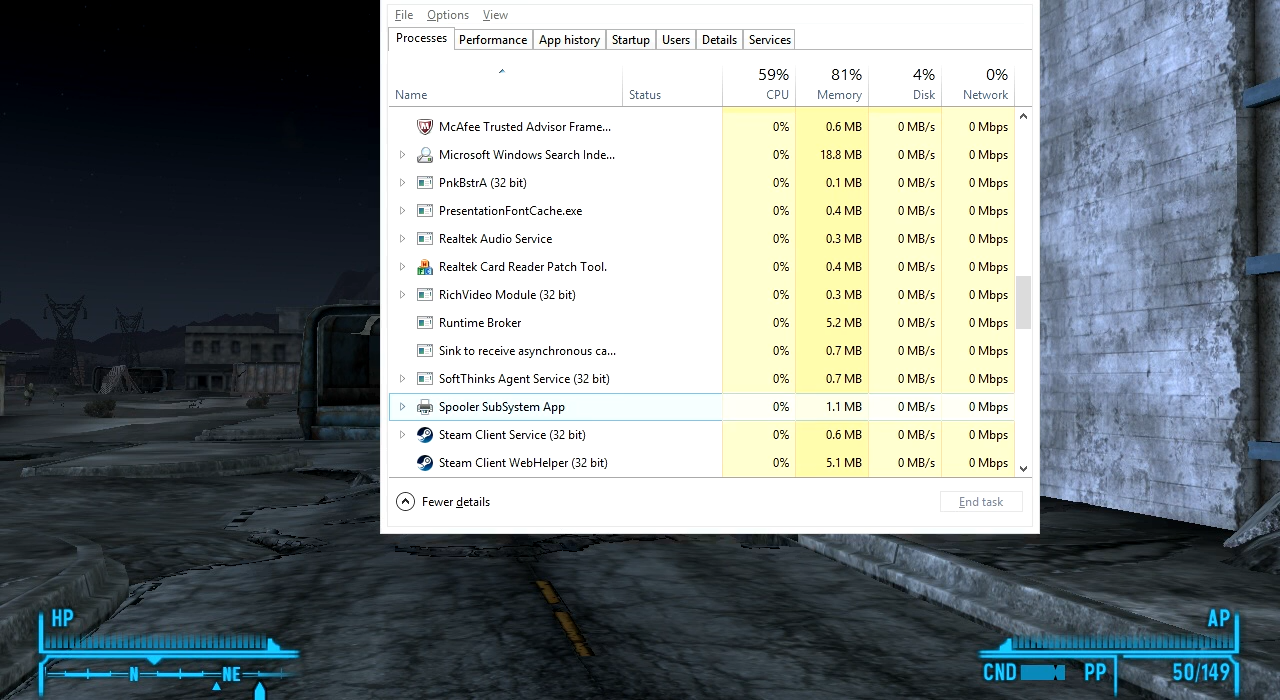 File Options View
Processes Performance App history Startup Users Details Services
59% 81% 4% 0%
Name Status CPU Memory Disk Network
McAfee Trusted Advisor Frame... 0% 0.6 MB 0 MB/s 0 Mbps
Microsoft Windows Search Inde... 0% 18.8 MB 0 MB/s 0 Mbps
PnkBstrA (32 bit) 0% 0.1 MB 0 MB/s 0 Mbps
PresentationFontCache.exe 0% 0.4 MB 0 MB/s 0 Mbps
Realtek Audio Service 0% 0.3 MB 0 MB/s 0 Mbps
Realtek Card Reader Patch Tool. 0% 0.4 MB 0 MB/s 0 Mbps
RichVideo Module (32 bit) 0% 0.3 MB 0 MB/s 0 Mbps
Runtime Broker 0% 5.2 MB 0 MB/s 0 Mbps
Sink to receive asynchronous ca... 0% 0.7 MB 0 MB/s 0 Mbps
SoftThinks Agent Service (32 bit) 0% 0.7 MB 0 MB/s 0 Mbps
Spooler SubSystem App 0% 1.1 MB 0 MB/s 0 Mbps
Steam Client Service (32 bit) 0% 0.6 MB 0 MB/s 0 Mbps
Steam Client WebHelper (32 bit) 0% 5.1 MB 0 MB/s 0 Mbps
Fewer details End task
HP AP
N NE CND PP 50/149